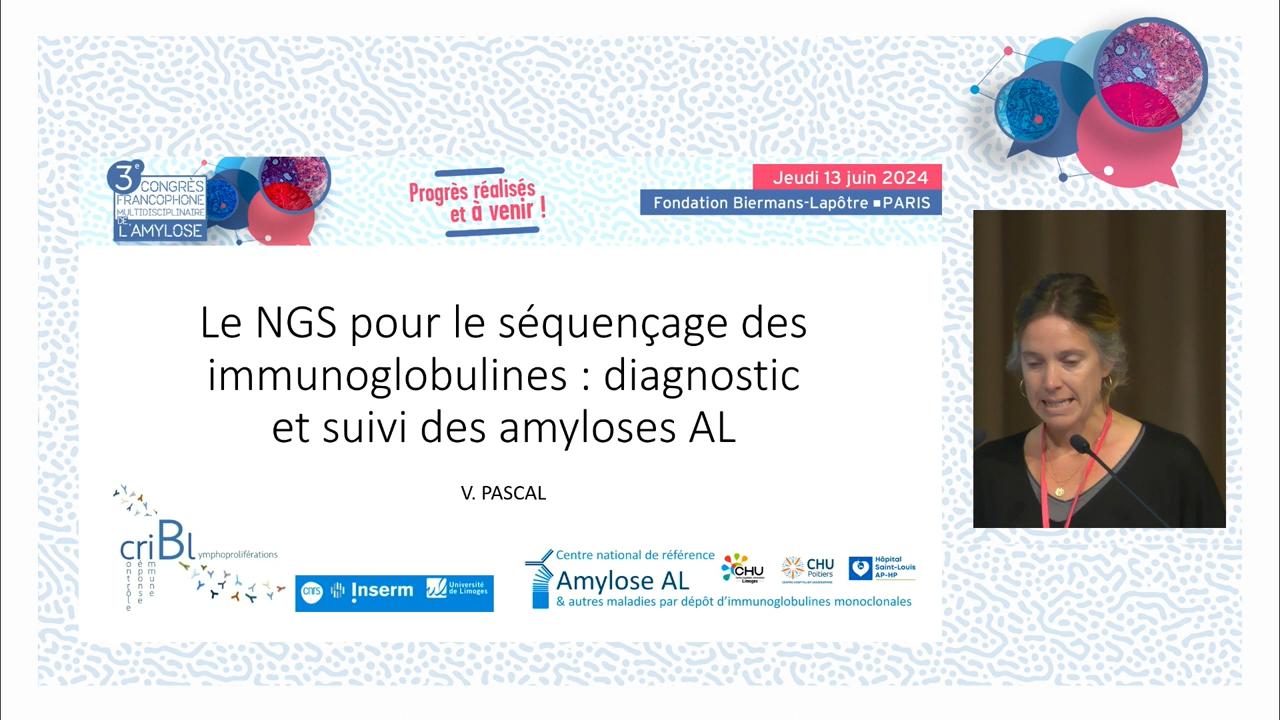 3e
CONGRÈS
FRANCOPHONE
MULTIDISCIPLINAIRE
DE
L'AMYLOSE
Progrès réalisés
et à venir !
Jeudi 13 juin 2024
Fondation Biermans-Lapôtre ■ PARIS
Le NGS pour le séquençage des
immunoglobulines : diagnostic
et suivi des amyloses AL
V. PASCAL
criBl
ymphoproliférations
contrôle
réponse
immune
cnrs
Inserm
Université
de Limoges
Centre national de référence
Amylose AL
& autres maladies par dépôt d'immunoglobulines monoclonales
CHU
Limoges
CHU
Poitiers
Hôpital
Saint-Louis
AP-HP